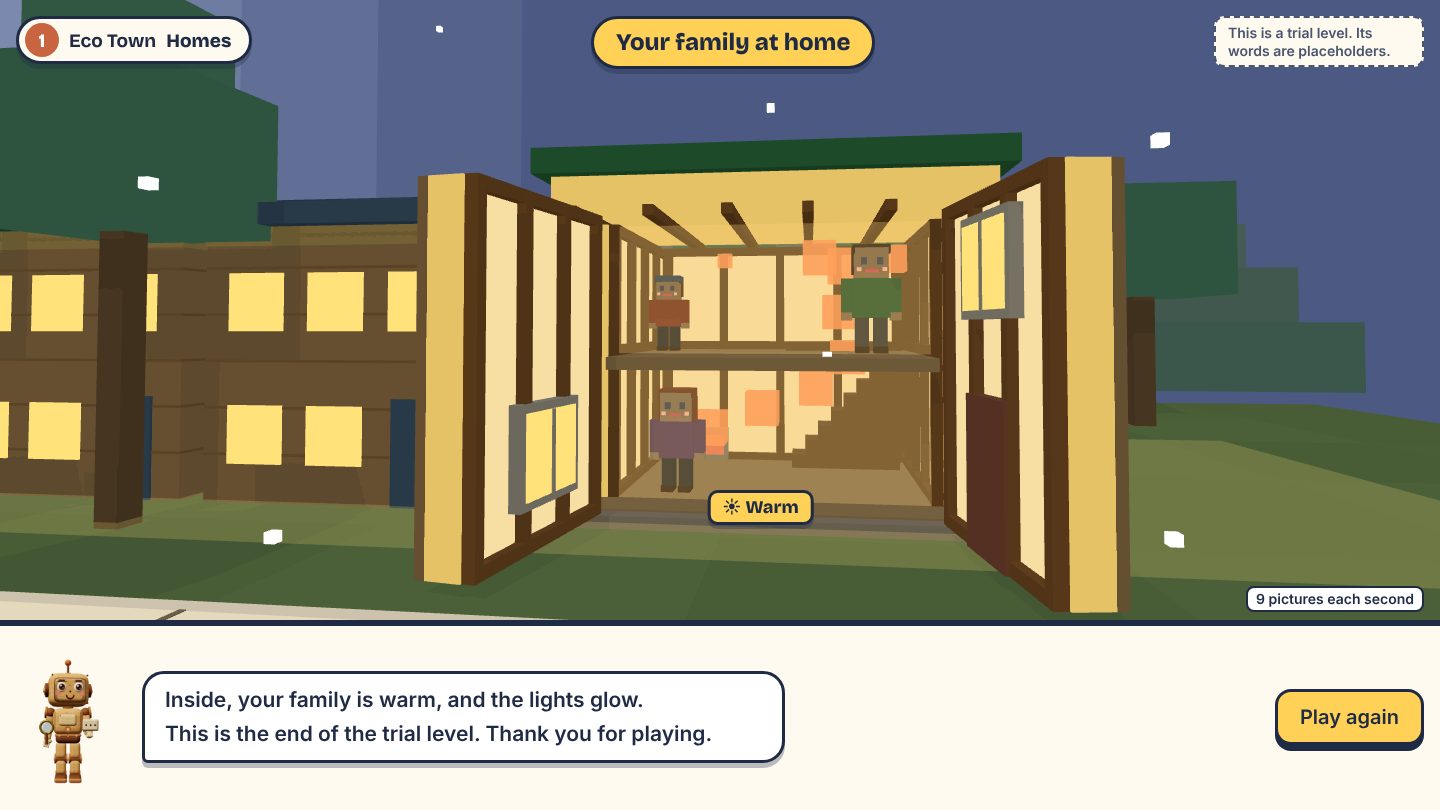 1 Eco Town Homes
Your family at home
This is a trial level. Its
words are placeholders.
Warm
9 pictures each second
Inside, your family is warm, and the lights glow.
This is the end of the trial level. Thank you for playing.
Play again